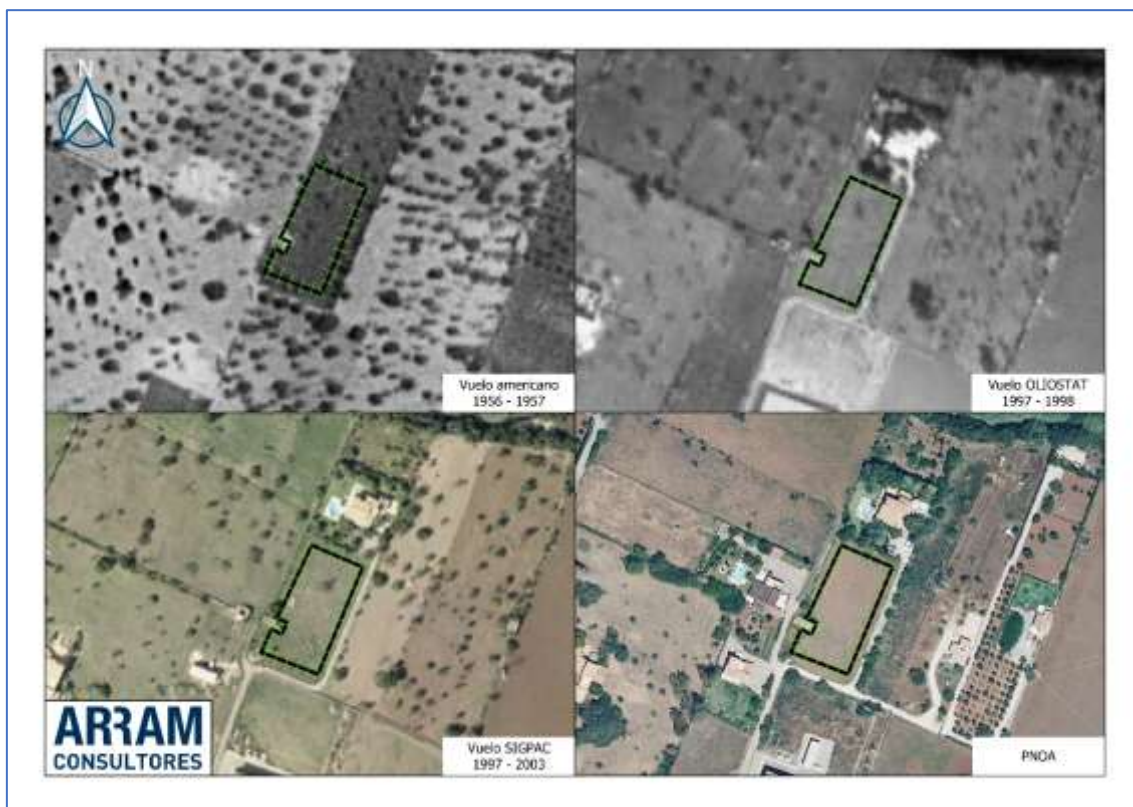 N
Vuelo americano
1956 - 1957
Vuelo OLIOSTAT
1997 - 1998
ARRAM
CONSULTORES
Vuelo SIGPAC
1997 - 2003
PNOA